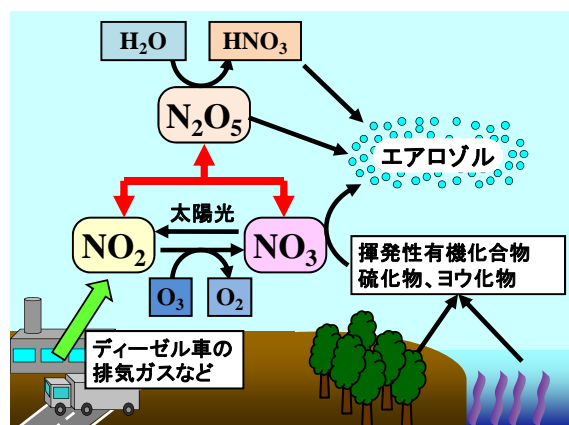 H₂O
HNO₃
N₂O₅
エアロゾル
太陽光
NO₂
NO₃
O₃
O₂
揮発性有機化合物
硫化物、ヨウ化物
ディーゼル車の
排気ガスなど